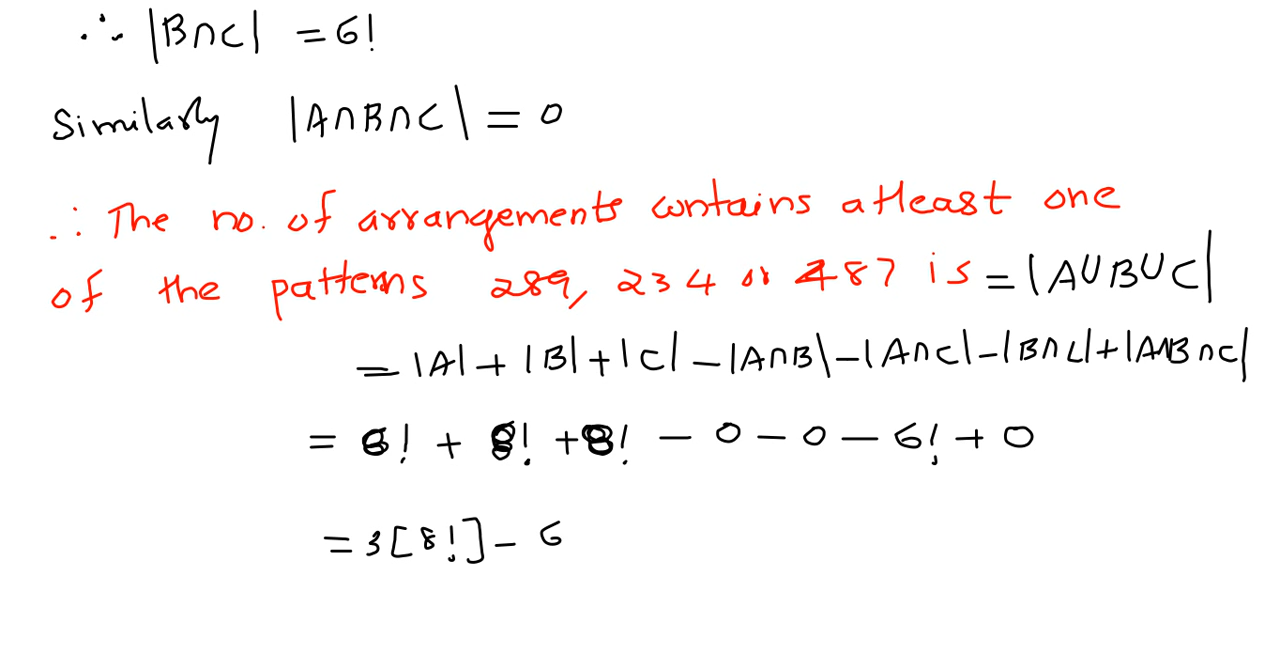 ∴ |B∩C| = 6!
Similarly |A∩B∩C| = 0
∴ The no. of arrangements contains atleast one
of the patterns 289, 234 or 487 is = |A∪B∪C|
= |A| + |B| + |C| - |A∩B| - |A∩C| - |B∩C| + |A∩B∩C|
= 8! + 8! + 8! - 0 - 0 - 6! + 0
= 3[8!] - 6